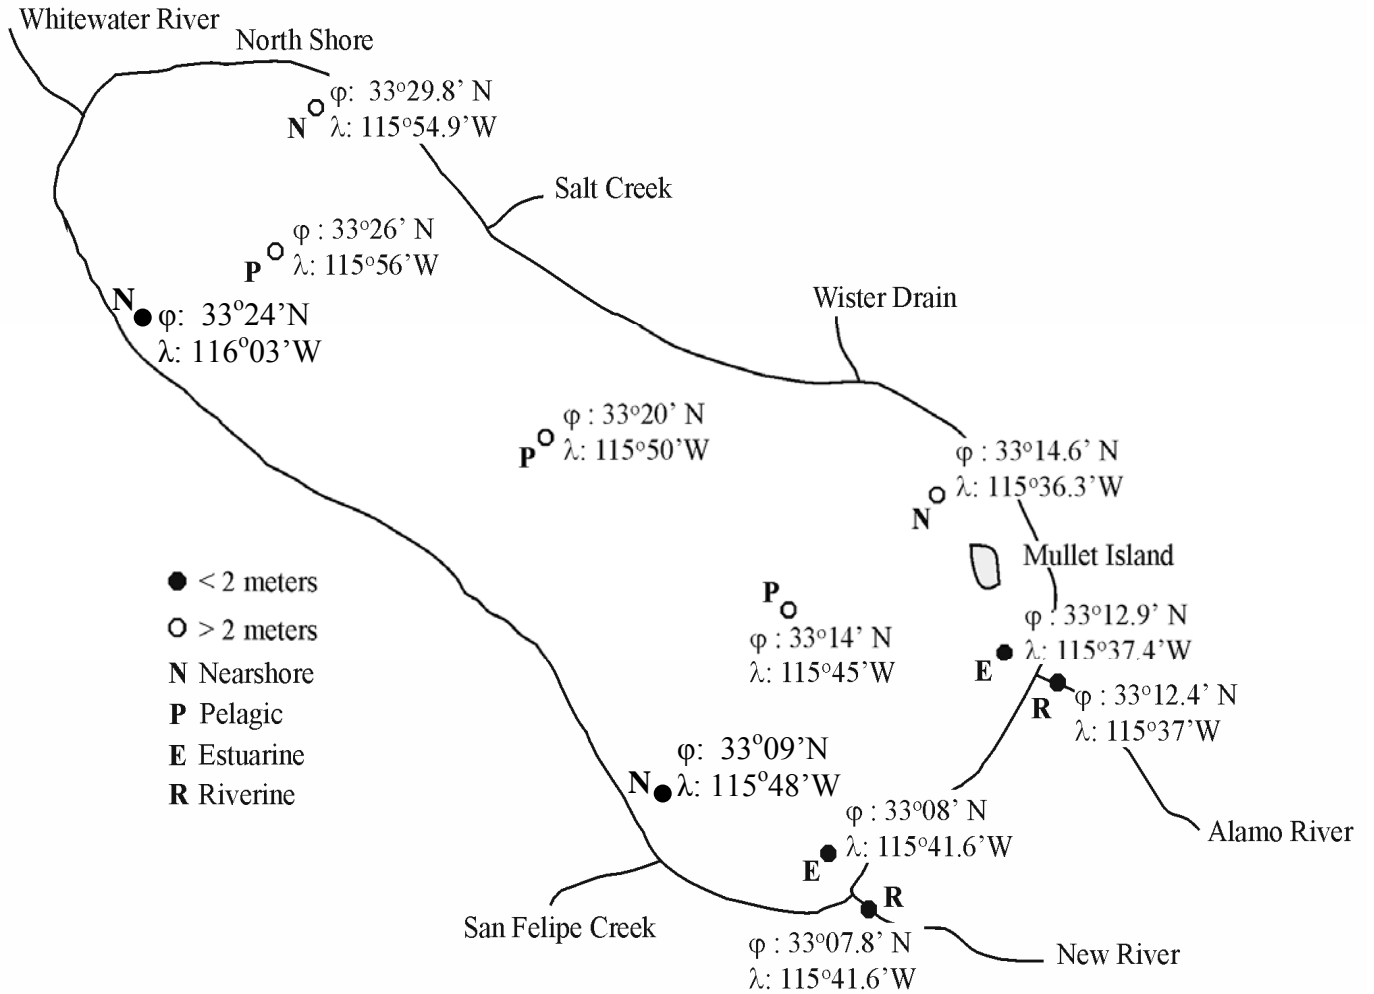 Whitewater River
North Shore
φ: 33°29.8' N
N λ: 115°54.9'W
Salt Creek
φ : 33°26' N
P λ: 115°56'W
N
φ: 33°24'N
λ: 116°03'W
Wister Drain
φ : 33°20' N
P λ: 115°50'W
φ : 33°14.6' N
λ: 115°36.3'W
N
Mullet Island
< 2 meters
> 2 meters
N Nearshore
P Pelagic
E Estuarine
R Riverine
P
φ : 33°14' N
λ: 115°45'W
φ : 33°12.9' N
E λ: 115°37.4'W
R φ : 33°12.4' N
λ: 115°37'W
φ: 33°09'N
N λ: 115°48'W
φ : 33°08' N
λ: 115°41.6'W
E
Alamo River
R
San Felipe Creek
φ : 33°07.8' N
λ: 115°41.6'W
New River